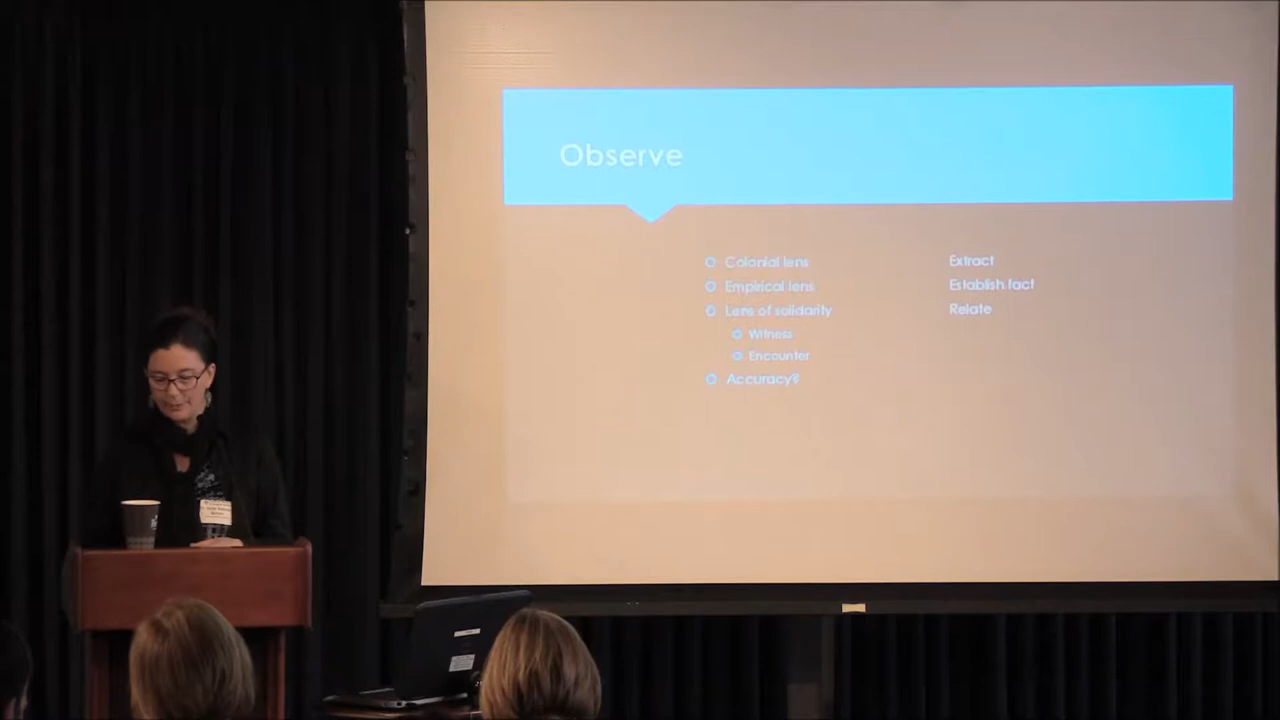 Observe
Colonial lens
Empirical lens
Lens of solidarity
Witness
Encounter
Accuracy?
Extract
Establish fact
Relate